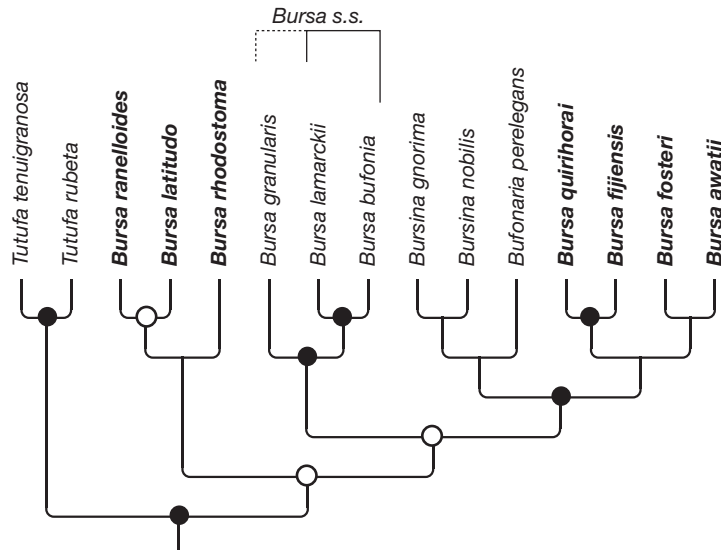 Bursa s.s.
Tutufa tenuigranosa
Tutufa rubeta
Bursa ranelloides
Bursa latitudo
Bursa rhodostoma
Bursa granularis
Bursa lamarckii
Bursa bufonia
Bursina gnorima
Bursina nobilis
Bufonaria perelegans
Bursa quirihorai
Bursa fijiensis
Bursa fosteri
Bursa awatii